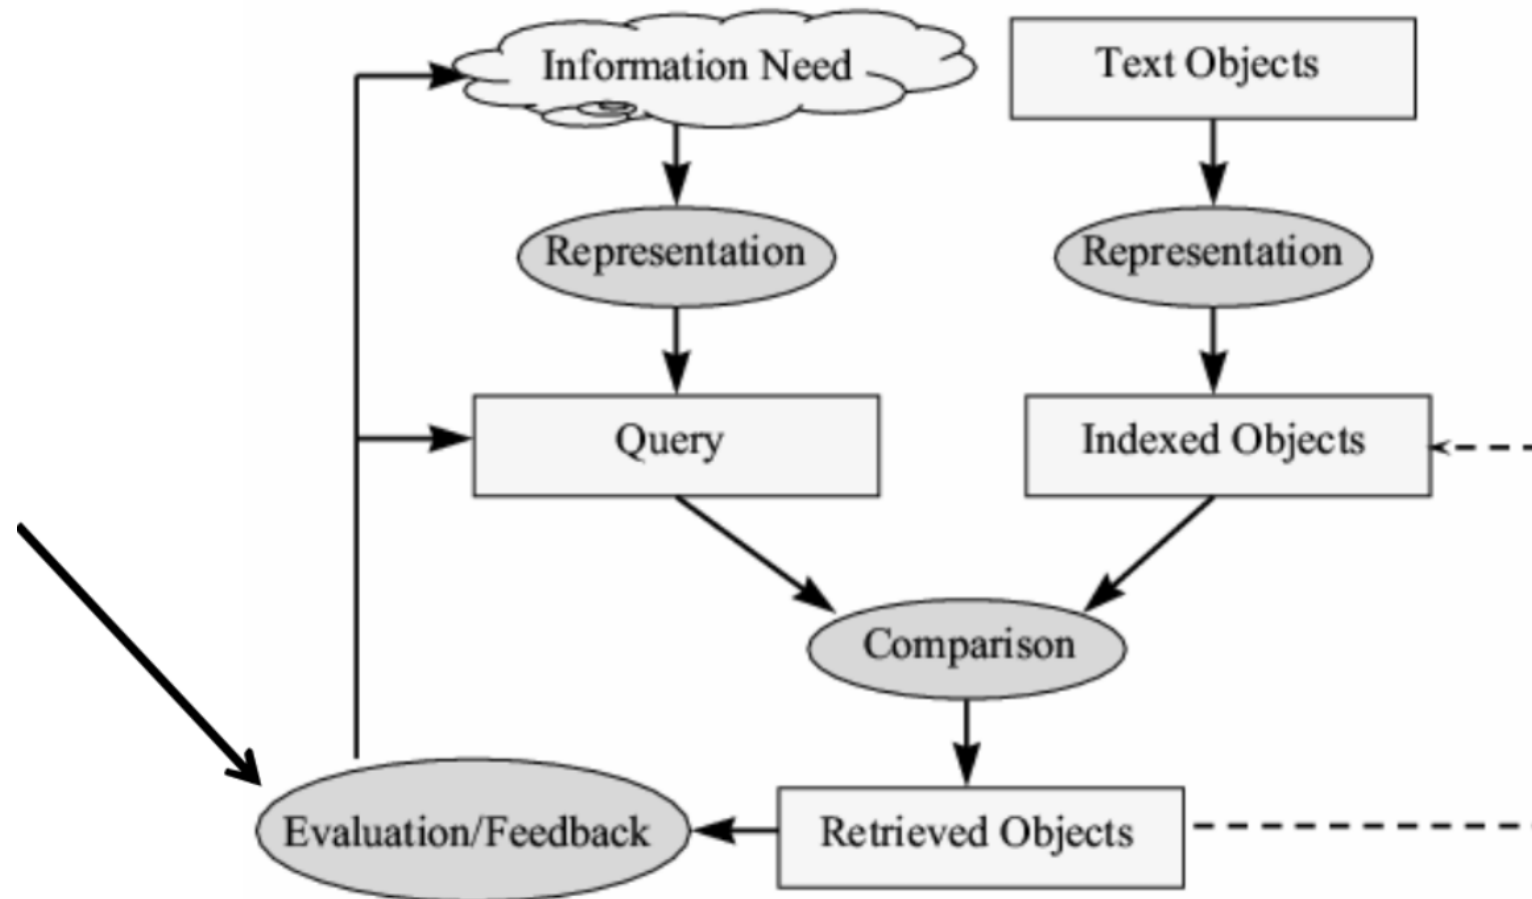 Information Need
Text Objects
Representation
Representation
Query
Indexed Objects
Comparison
Evaluation/Feedback
Retrieved Objects